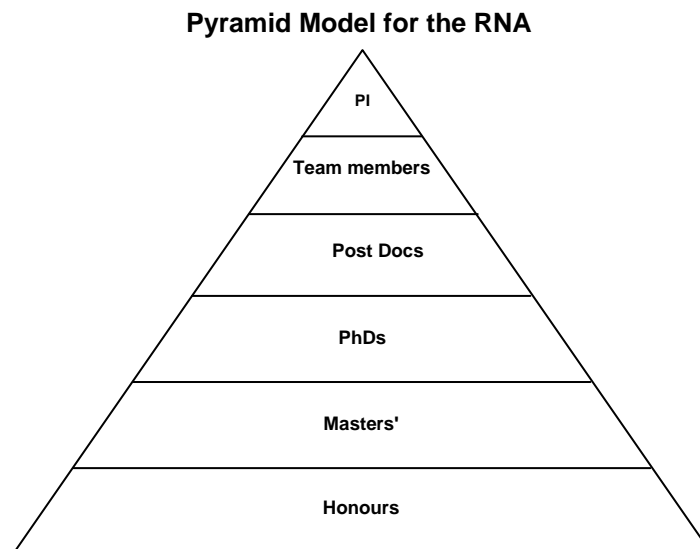 Pyramid Model for the RNA
PI
Team members
Post Docs
PhDs
Masters'
Honours